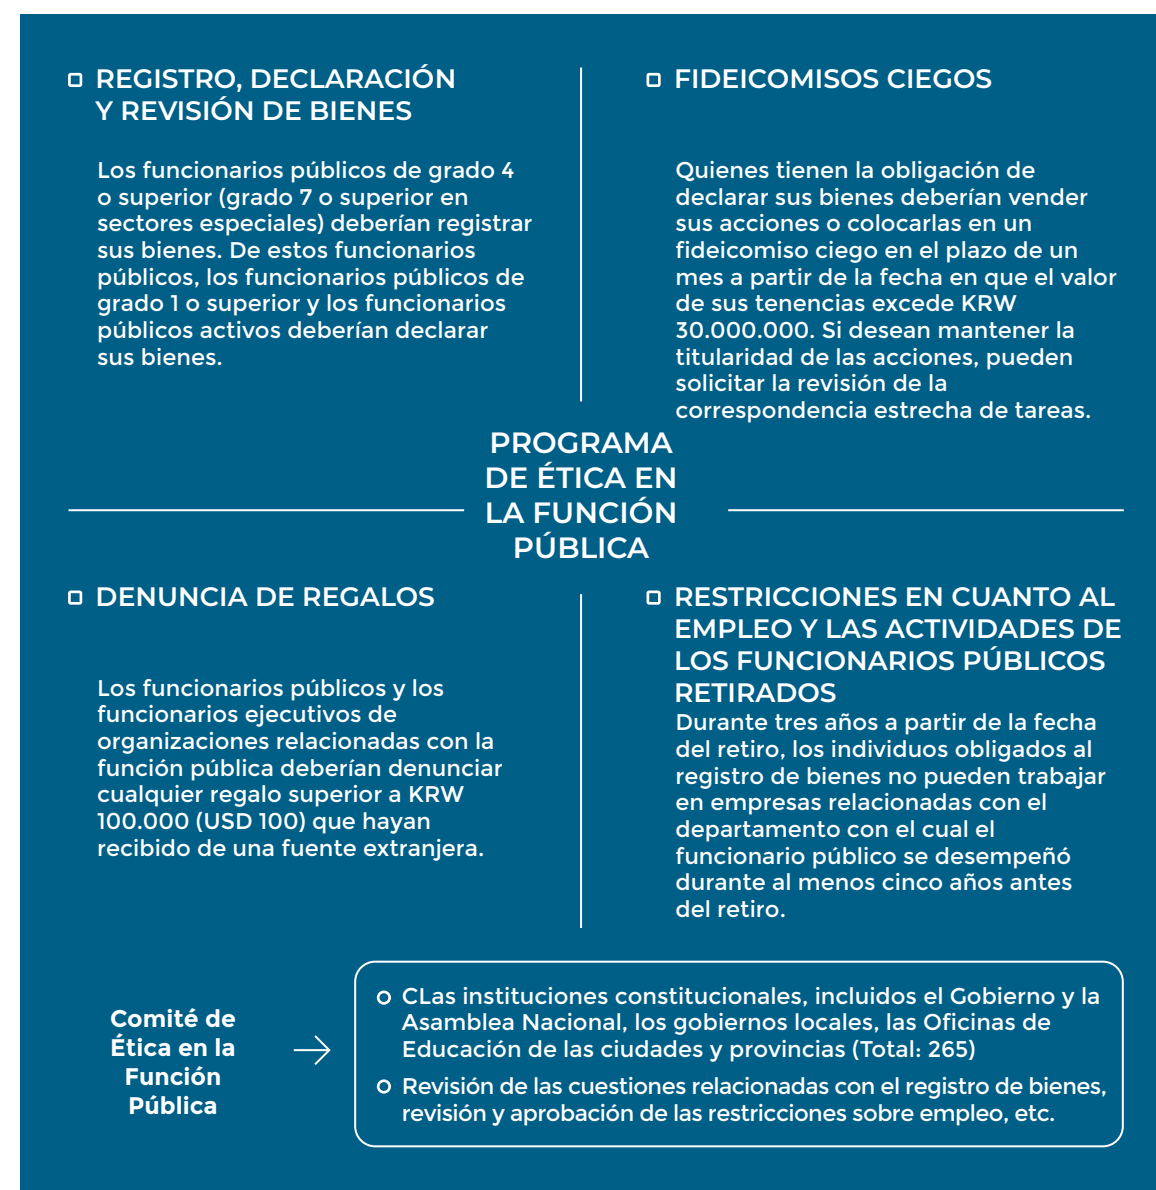 REGISTRO, DECLARACIÓN
Y REVISIÓN DE BIENES
Los funcionarios públicos de grado 4
o superior (grado 7 o superior en
sectores especiales) deberían registrar
sus bienes. De estos funcionarios
públicos, los funcionarios públicos de
grado 1 o superior y los funcionarios
públicos activos deberían declarar
sus bienes.
FIDEICOMISOS CIEGOS
Quienes tienen la obligación de
declarar sus bienes deberían vender
sus acciones o colocarlas en un
fideicomiso ciego en el plazo de un
mes a partir de la fecha en que el valor
de sus tenencias excede KRW
30.000.000. Si desean mantener la
titularidad de las acciones, pueden
solicitar la revisión de la
correspondencia estrecha de tareas.
PROGRAMA
DE ÉTICA EN
LA FUNCIÓN
PÚBLICA
DENUNCIA DE REGALOS
Los funcionarios públicos y los
funcionarios ejecutivos de
organizaciones relacionadas con la
función pública deberían denunciar
cualquier regalo superior a KRW
100.000 (USD 100) que hayan
recibido de una fuente extranjera.
RESTRICCIONES EN CUANTO AL
EMPLEO Y LAS ACTIVIDADES DE
LOS FUNCIONARIOS PÚBLICOS
RETIRADOS
Durante tres años a partir de la fecha
del retiro, los individuos obligados al
registro de bienes no pueden trabajar
en empresas relacionadas con el
departamento con el cual el
funcionario público se desempeñó
durante al menos cinco años antes
del retiro.
Comité de
Ética en la
Función
Pública
CLas instituciones constitucionales, incluidos el Gobierno y la
Asamblea Nacional, los gobiernos locales, las Oficinas de
Educación de las ciudades y provincias (Total: 265)
Revisión de las cuestiones relacionadas con el registro de bienes,
revisión y aprobación de las restricciones sobre empleo, etc.